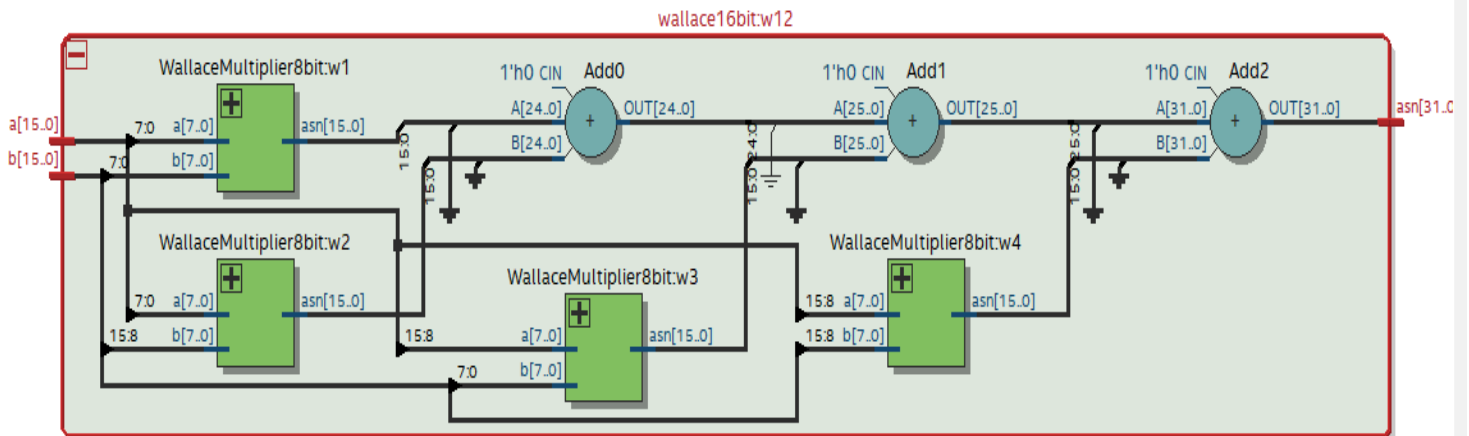 wallace16bit:w12
WallaceMultiplier8bit:w1
1'h0 CIN Add0
1'h0 CIN Add1
1'h0 CIN Add2
a[15..0]
7:0 a[7..0] asn[15..0]
A[24..0] OUT[24..0]
A[25..0] OUT[25..0]
A[31..0] OUT[31..0]
asn[31..0
b[15..0]
7:0 b[7..0]
B[24..0]
B[25..0]
B[31..0]
15:0
15:0
15:0
24:0
15:0
25:0
WallaceMultiplier8bit:w2
WallaceMultiplier8bit:w3
WallaceMultiplier8bit:w4
7:0 a[7..0] asn[15..0]
15:8 b[7..0]
15:8 a[7..0] asn[15..0]
7:0 b[7..0]
15:8 a[7..0] asn[15..0]
15:8 b[7..0]